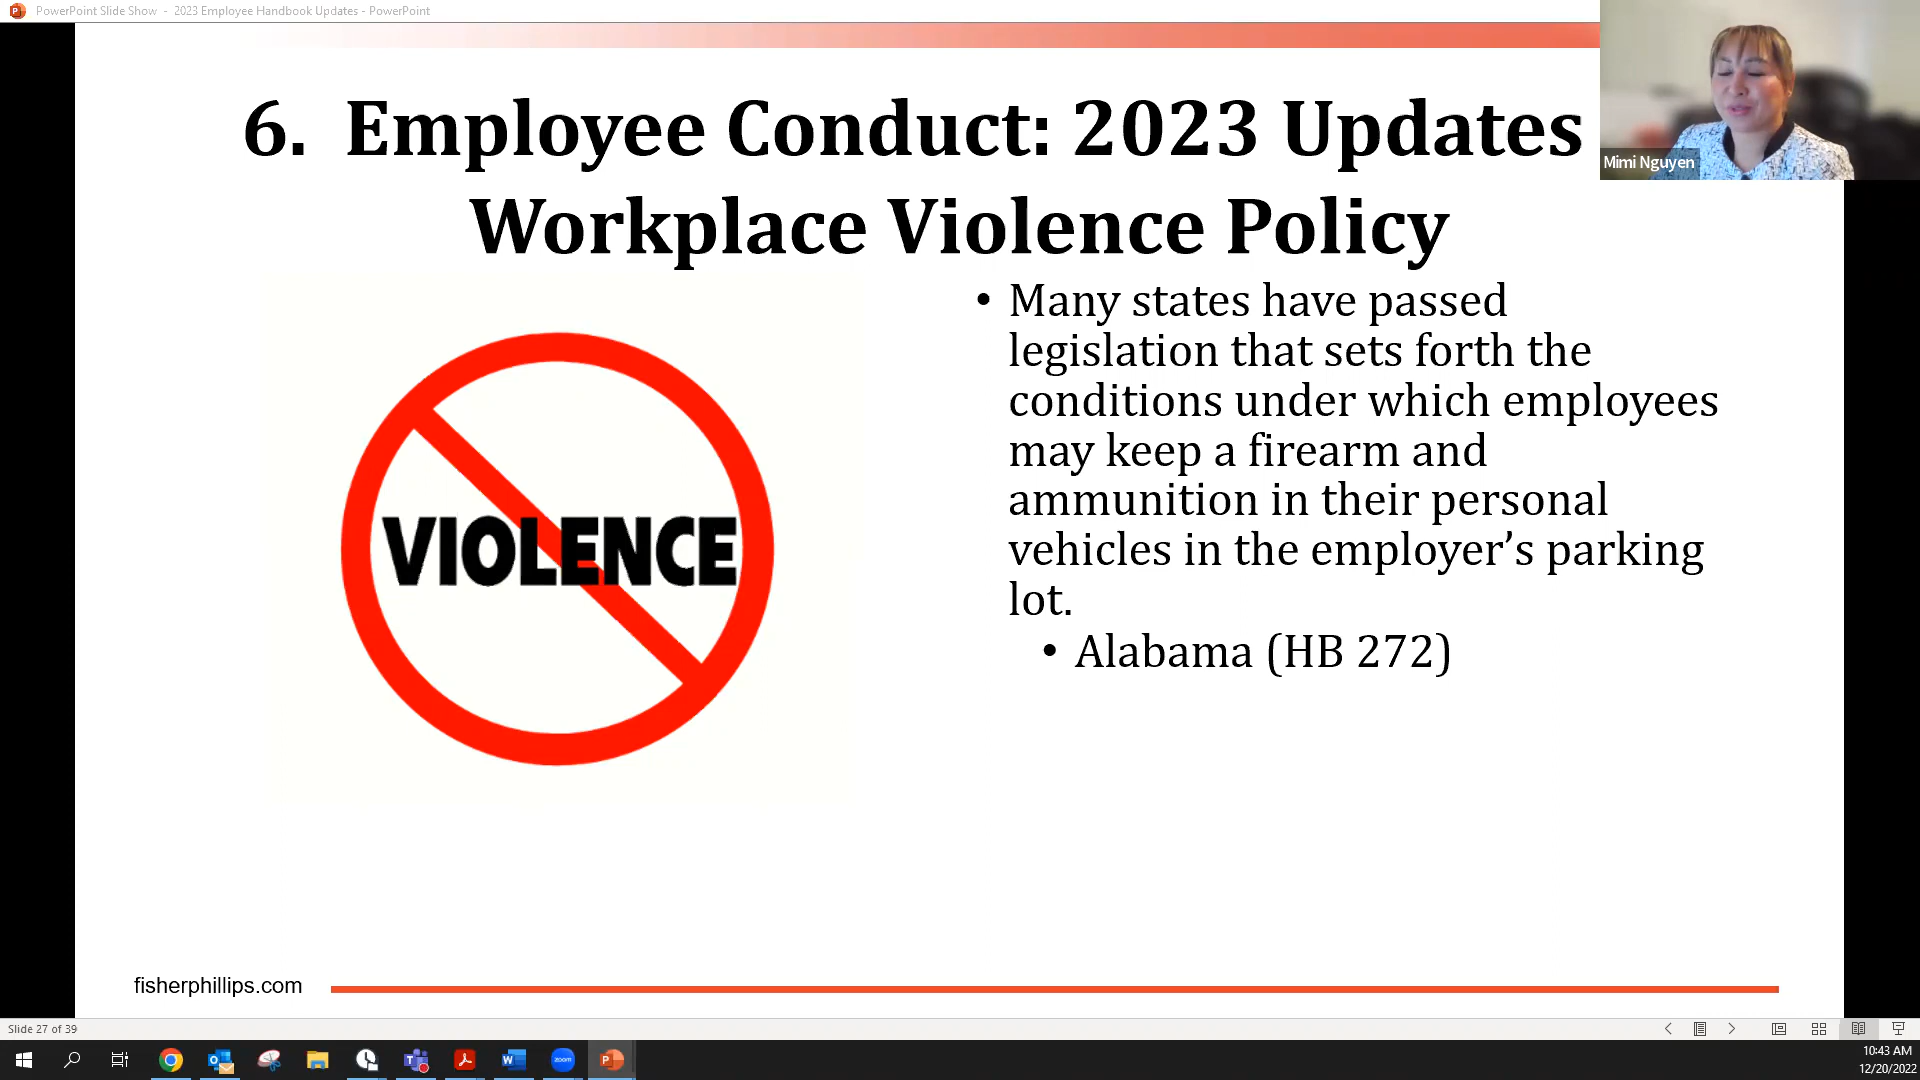 PowerPoint Slide Show - 2023 Employee Handbook Updates - PowerPoint
6. Employee Conduct: 2023 Updates
Workplace Violence Policy
Mimi Nguyen
VIOLENCE
• Many states have passed
legislation that sets forth the
conditions under which employees
may keep a firearm and
ammunition in their personal
vehicles in the employer’s parking
lot.
• Alabama (HB 272)
fisherphillips.com
Slide 27 of 39
zoom
10:43 AM
12/20/2022